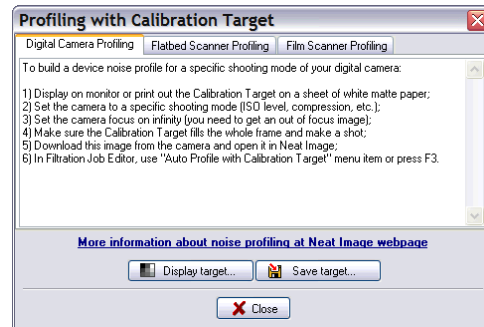 Profiling with Calibration Target
Digital Camera Profiling Flatbed Scanner Profiling Film Scanner Profiling
To build a device noise profile for a specific shooting mode of your digital camera:
1) Display on monitor or print out the Calibration Target on a sheet of white matte paper;
2) Set the camera to a specific shooting mode (ISO level, compression, etc.);
3) Set the camera focus on infinity (you need to get an out of focus image);
4) Make sure the Calibration Target fills the whole frame and make a shot;
5) Download this image from the camera and open it in Neat Image;
6) In Filtration Job Editor, use "Auto Profile with Calibration Target" menu item or press F3.
More information about noise profiling at Neat Image webpage
Display target... Save target...
Close